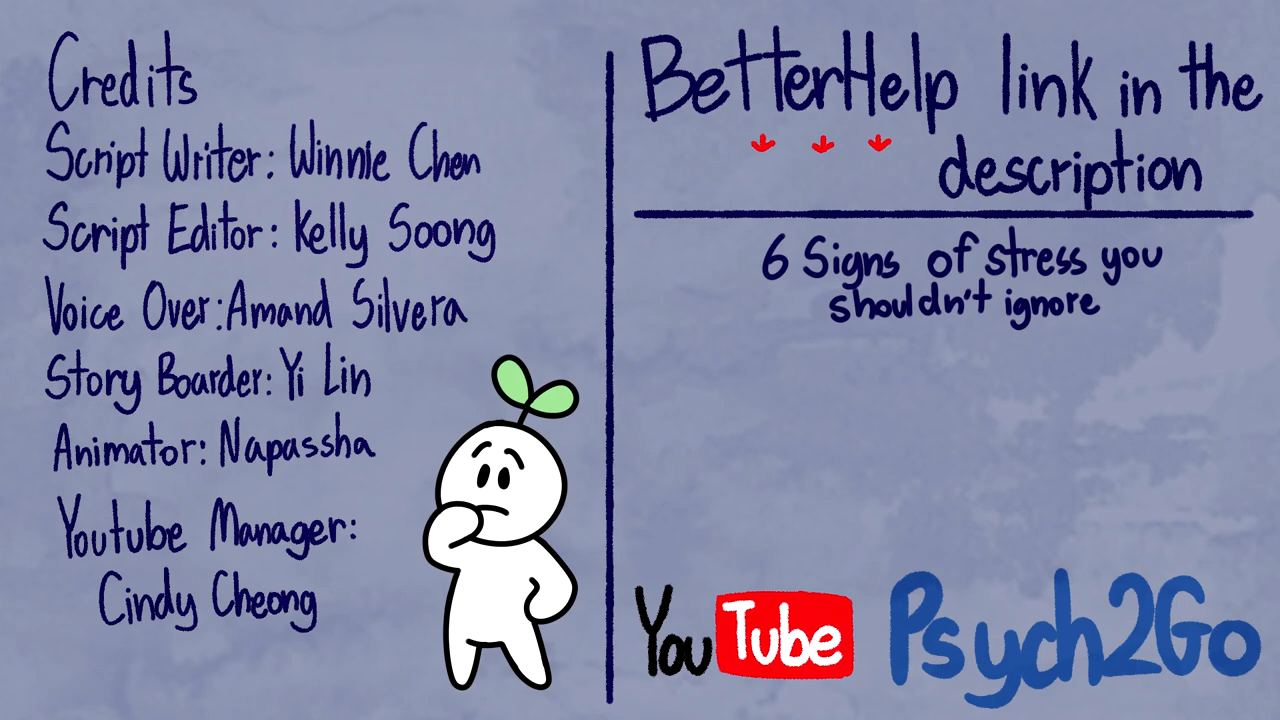 Credits
Script Writer: Winnie Chen
Script Editor: Kelly Soong
Voice Over: Amand Silvera
Story Boarder: Yi Lin
Animator: Napassha
Youtube Manager:
Cindy Cheong
BetterHelp link in the
description
6 Signs of stress you
shouldn't ignore
YouTube
Psych2Go